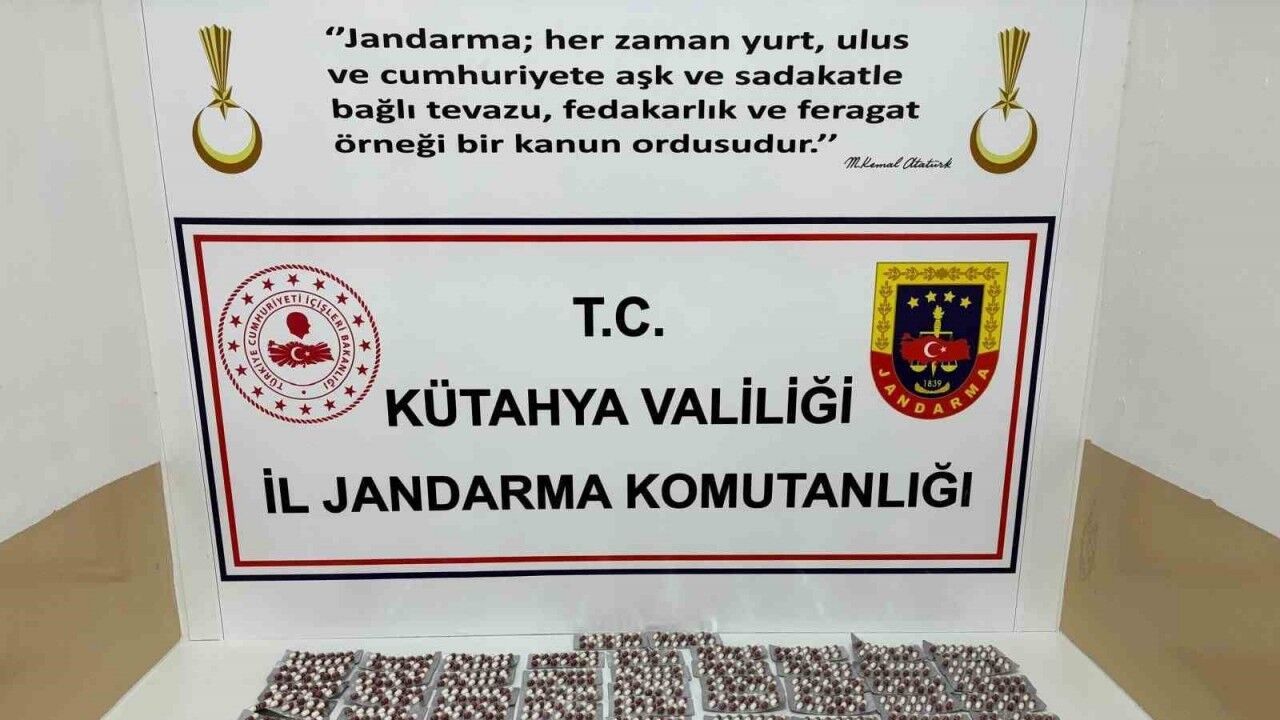 ‘‘Jandarma; her zaman yurt, ulus
ve cumhuriyete aşk ve sadakatle
bağlı tevazu, fedakarlık ve feragat
örneği bir kanun ordusudur.’’
M.Kemal Atatürk
TÜRKİYE CUMHURİYETİ İÇİŞLERİ BAKANLIĞI
T.C.
1839
JANDARMA
KÜTAHYA VALİLİĞİ
İL JANDARMA KOMUTANLIĞI